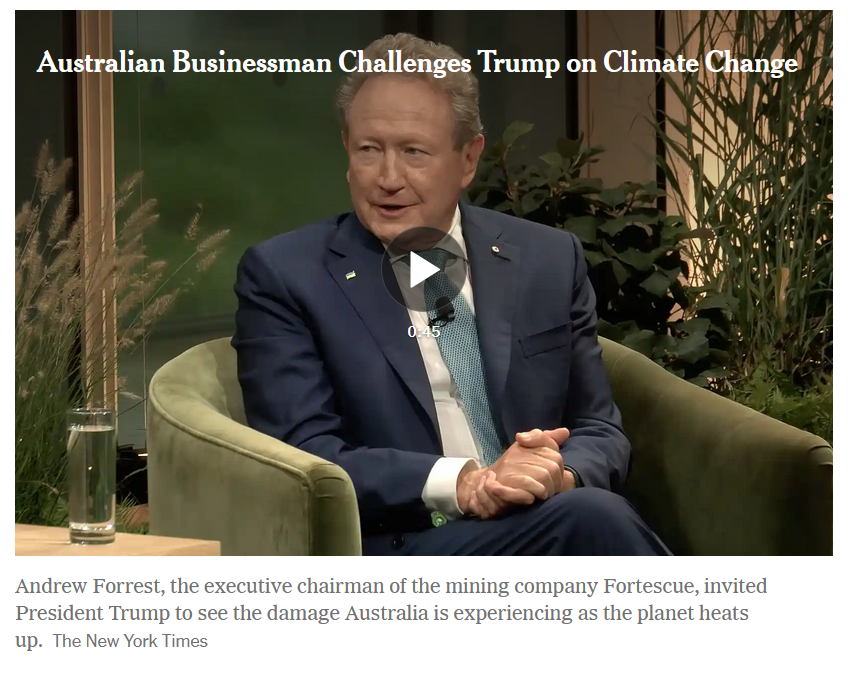 Australian Businessman Challenges Trump on Climate Change
0:45
Andrew Forrest, the executive chairman of the mining company Fortescue, invited
President Trump to see the damage Australia is experiencing as the planet heats
up. The New York Times